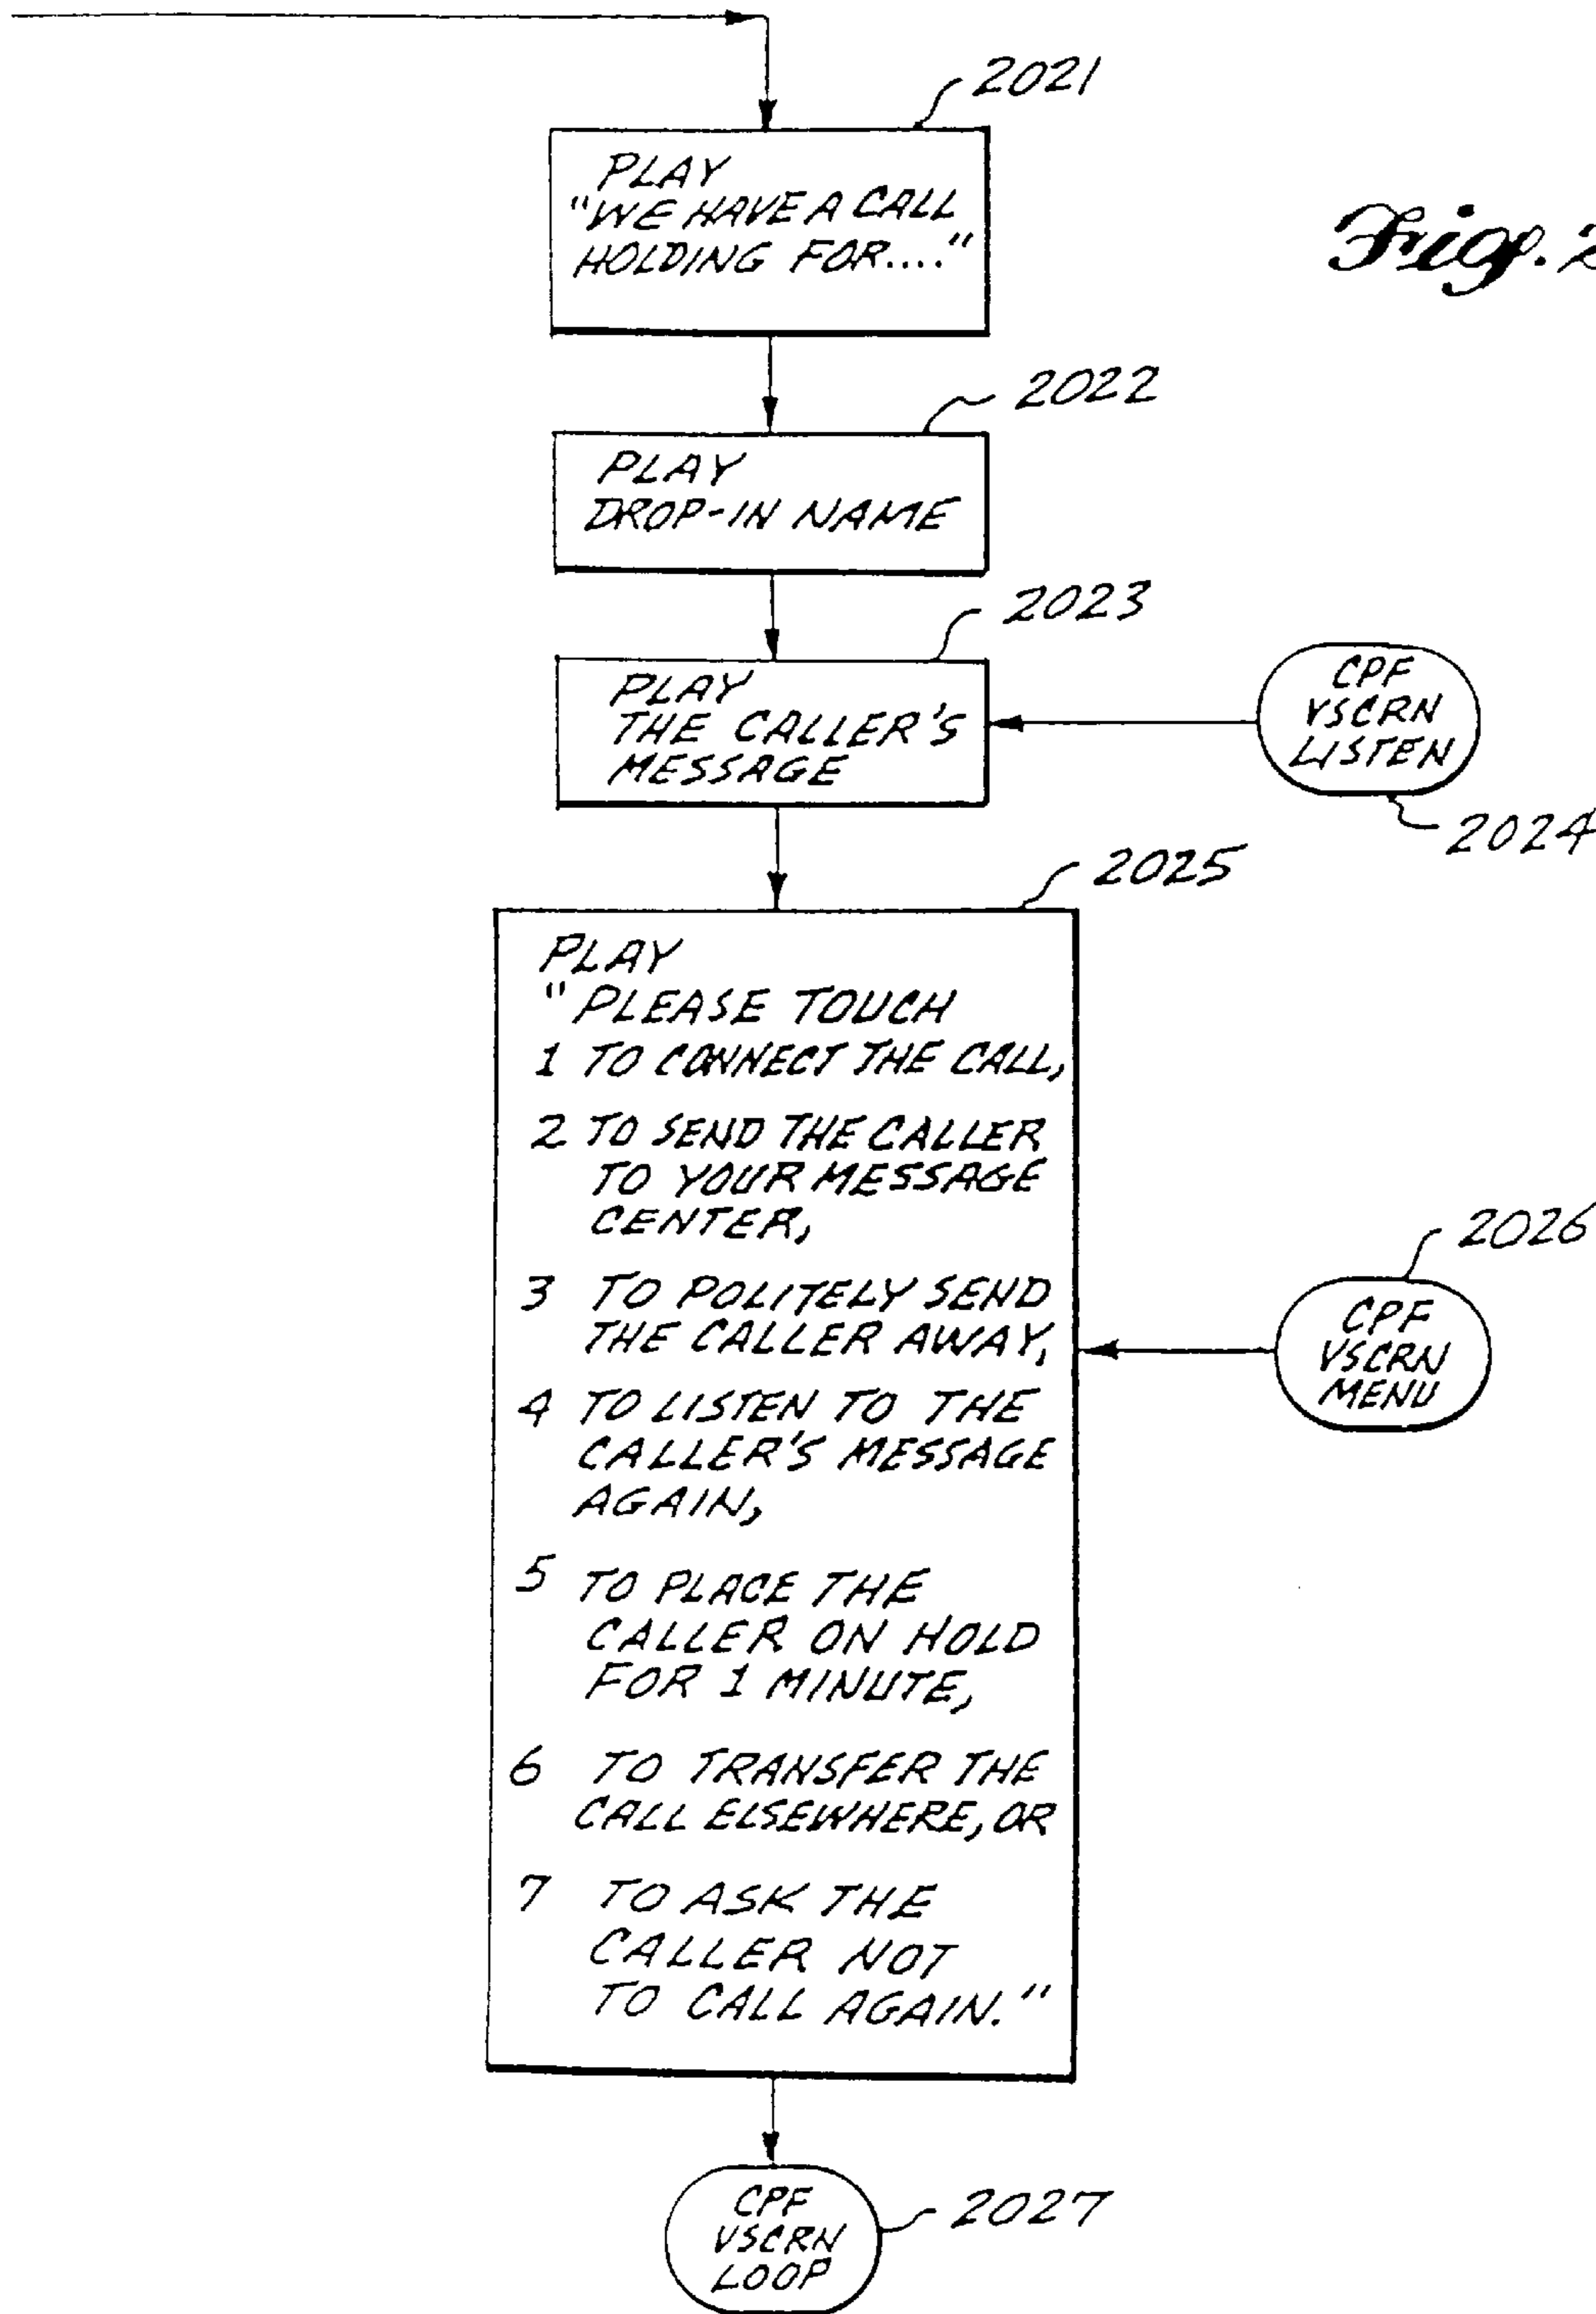 2021
PLAY
"WE HAVE A CALL
HOLDING FOR...."
Fig. 2
2022
PLAY
DROP-IN NAME
2023
PLAY
THE CALLER'S
MESSAGE
CPF
VSCRN
LISTEN
2024
2025
PLAY
"PLEASE TOUCH
1 TO CONNECT THE CALL,
2 TO SEND THE CALLER
TO YOUR MESSAGE
CENTER,
3 TO POLITELY SEND
THE CALLER AWAY,
4 TO LISTEN TO THE
CALLER'S MESSAGE
AGAIN,
5 TO PLACE THE
CALLER ON HOLD
FOR 1 MINUTE,
6 TO TRANSFER THE
CALL ELSEWHERE, OR
7 TO ASK THE
CALLER NOT
TO CALL AGAIN."
2026
CPF
VSCRN
MENU
CPF
VSCRN
LOOP
2027